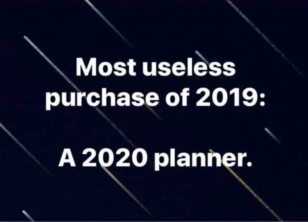 Most useless
purchase of 2019:
A 2020 planner.